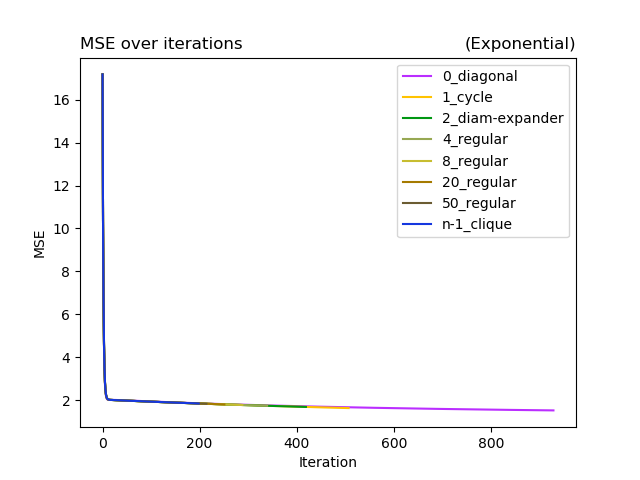 MSE over iterations (Exponential)
0_diagonal
1_cycle
2_diam-expander
4_regular
8_regular
20_regular
50_regular
n-1_clique
16
14
12
10
8
6
4
2
MSE
0 200 400 600 800
Iteration